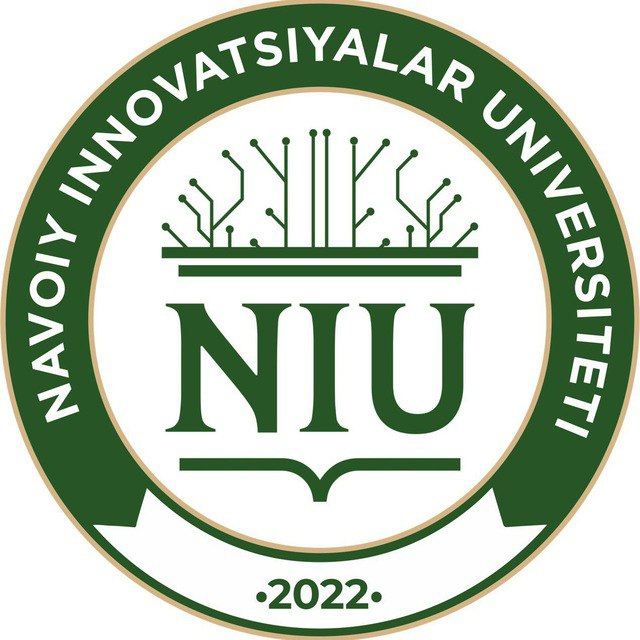 NAVOIY INNOVATSIYALAR UNIVERSITETI
NIU
•2022•